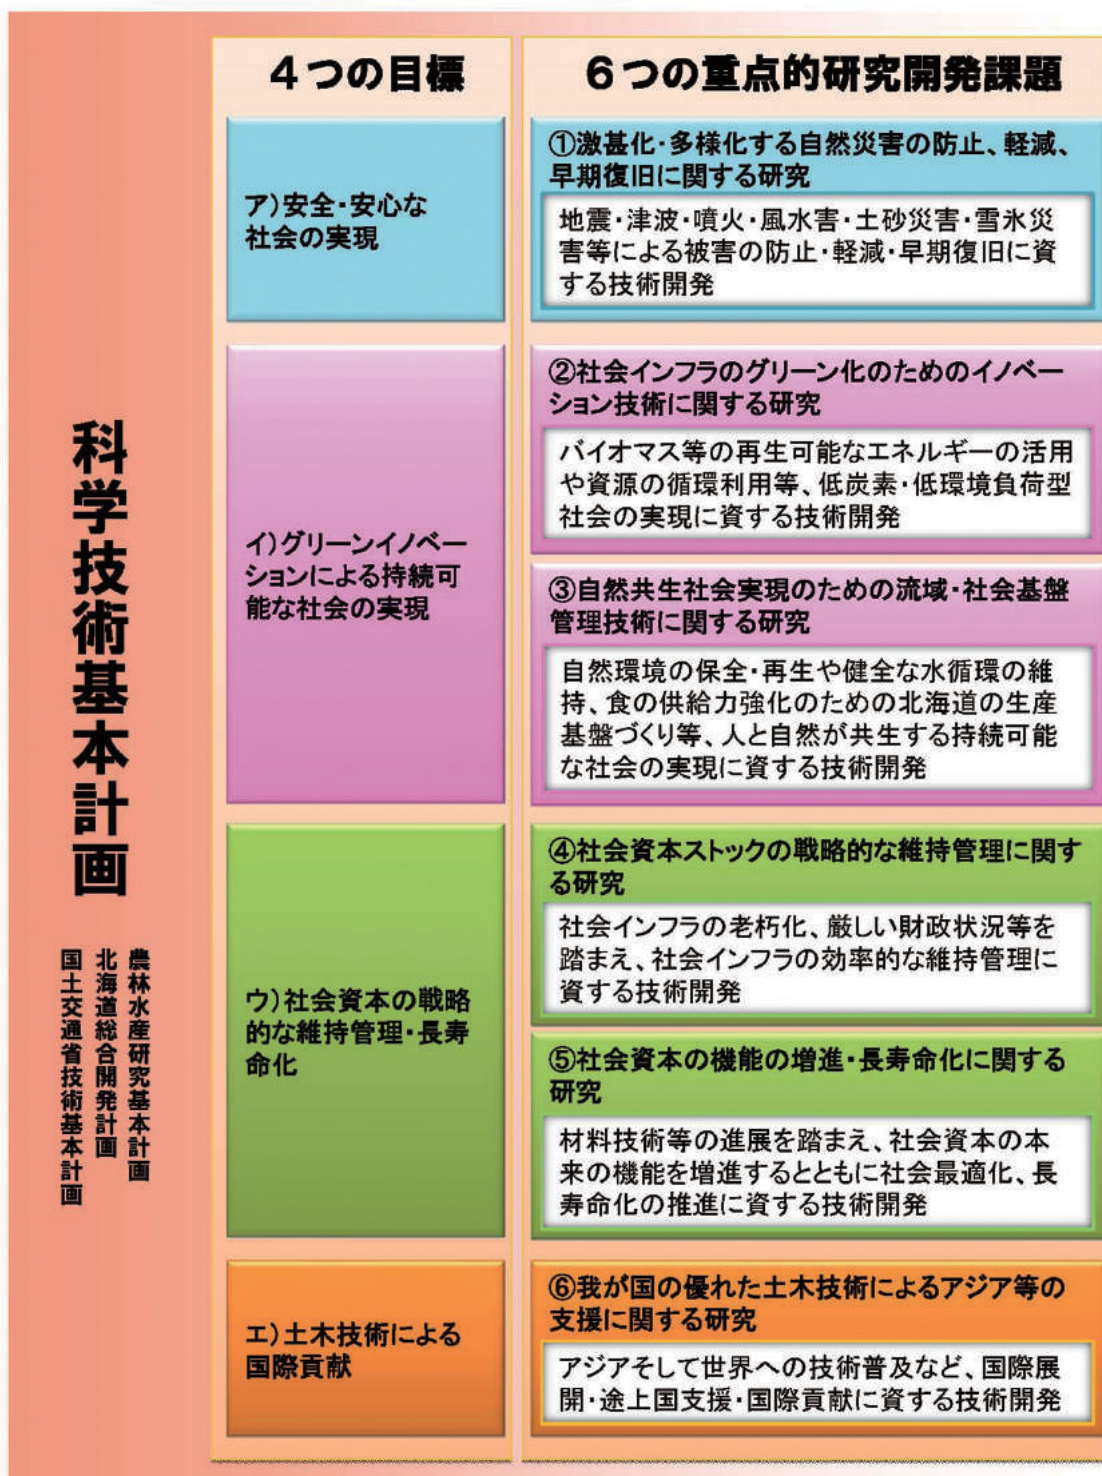 科学技術基本計画
農林水産研究基本計画
北海道総合開発計画
国土交通省技術基本計画
4つの目標
6つの重点的研究開発課題
ア)安全・安心な
社会の実現
①激甚化・多様化する自然災害の防止、軽減、
早期復旧に関する研究
地震・津波・噴火・風水害・土砂災害・雪氷災
害等による被害の防止・軽減・早期復旧に資
する技術開発
イ)グリーンイノベー
ションによる持続可
能な社会の実現
②社会インフラのグリーン化のためのイノベー
ション技術に関する研究
バイオマス等の再生可能なエネルギーの活用
や資源の循環利用等、低炭素・低環境負荷型
社会の実現に資する技術開発
③自然共生社会実現のための流域・社会基盤
管理技術に関する研究
自然環境の保全・再生や健全な水循環の維
持、食の供給力強化のための北海道の生産
基盤づくり等、人と自然が共生する持続可能
な社会の実現に資する技術開発
ウ)社会資本の戦略
的な維持管理・長寿
命化
④社会資本ストックの戦略的な維持管理に関す
る研究
社会インフラの老朽化、厳しい財政状況等を
踏まえ、社会インフラの効率的な維持管理に
資する技術開発
⑤社会資本の機能の増進・長寿命化に関する
研究
材料技術等の進展を踏まえ、社会資本の本
来の機能を増進するとともに社会最適化、長
寿命化の推進に資する技術開発
エ)土木技術による
国際貢献
⑥我が国の優れた土木技術によるアジア等の
支援に関する研究
アジアそして世界への技術普及など、国際展
開・途上国支援・国際貢献に資する技術開発